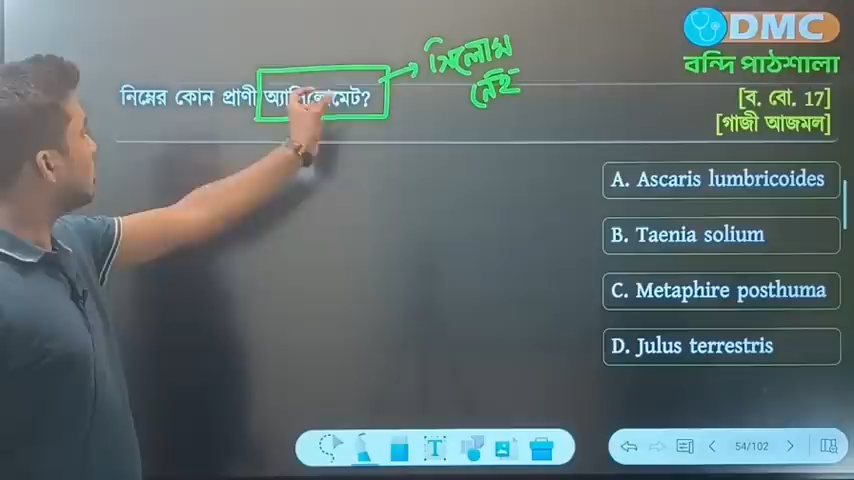 DMC
বন্দি পাঠশালা
সিলোম
নেই
নিম্নের কোন প্রাণী অ্যাসিলোমেট?
[ব. বো. 17]
[গাজী আজমল]
A. Ascaris lumbricoides
B. Taenia solium
C. Metaphire posthuma
D. Julus terrestris
T
54/102